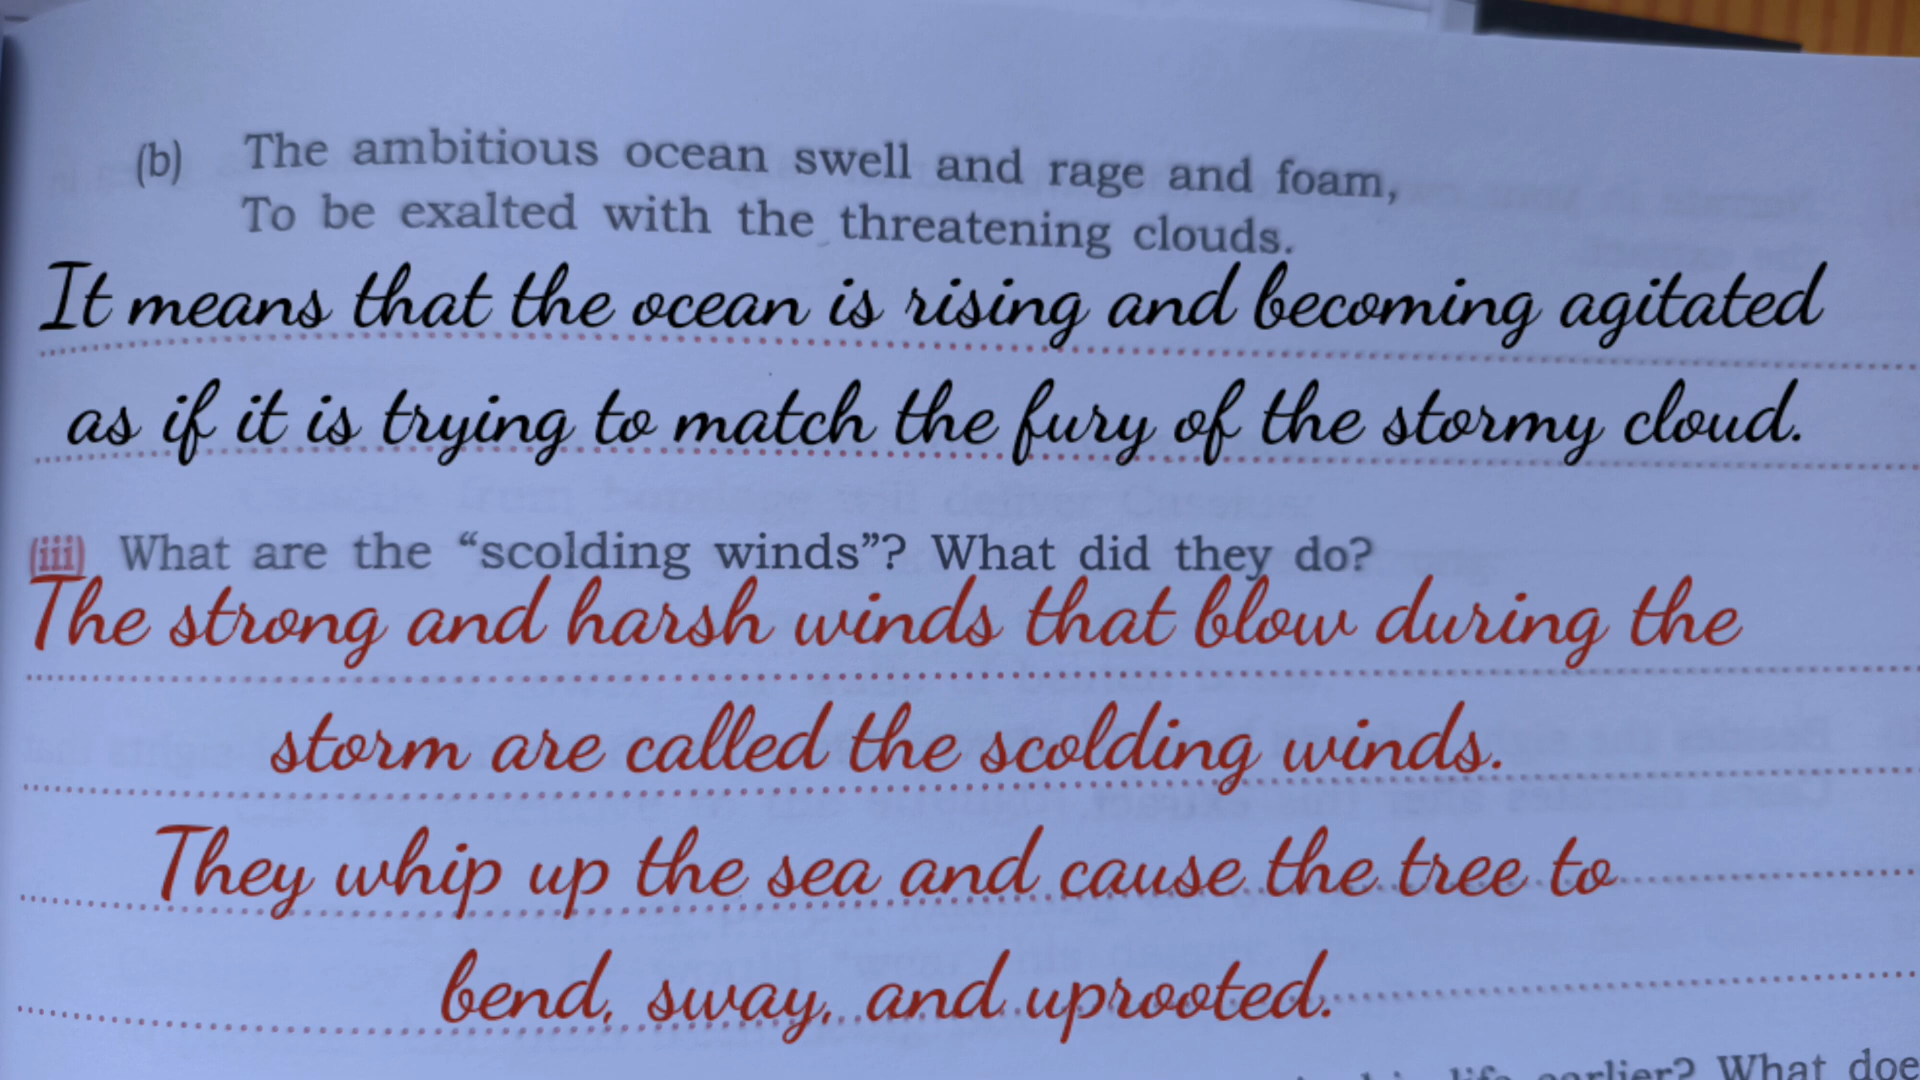 (b) The ambitious ocean swell and rage and foam,
To be exalted with the threatening clouds.
It means that the ocean is rising and becoming agitated
as if it is trying to match the fury of the stormy cloud.
(iii) What are the “scolding winds”? What did they do?
The strong and harsh winds that blow during the
storm are called the scolding winds.
They whip up the sea and cause the tree to
bend, sway, and uprooted.
life earlier? What doe